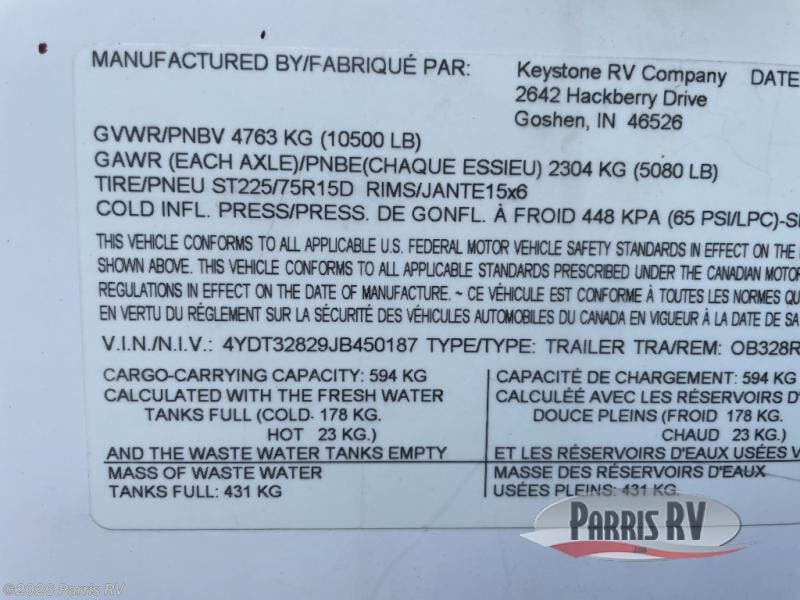 MANUFACTURED BY/FABRIQUÉ PAR: Keystone RV Company DATE
2642 Hackberry Drive
Goshen, IN 46526
GVWR/PNBV 4763 KG (10500 LB)
GAWR (EACH AXLE)/PNBE(CHAQUE ESSIEU) 2304 KG (5080 LB)
TIRE/PNEU ST225/75R15D RIMS/JANTE15x6
COLD INFL. PRESS/PRESS. DE GONFL. À FROID 448 KPA (65 PSI/LPC)-SI
THIS VEHICLE CONFORMS TO ALL APPLICABLE U.S. FEDERAL MOTOR VEHICLE SAFETY STANDARDS IN EFFECT ON THE
SHOWN ABOVE. THIS VEHICLE CONFORMS TO ALL APPLICABLE STANDARDS PRESCRIBED UNDER THE CANADIAN MOTOR
REGULATIONS IN EFFECT ON THE DATE OF MANUFACTURE. ~ CE VÉHICULE EST CONFORME À TOUTES LES NORMES QU
EN VERTU DU RÉGLEMENT SUR LA SÉCURITÉ DES VÉHICULES AUTOMOBILES DU CANADA EN VIGUEUR À LA DATE DE SA
V.I.N./N.I.V.: 4YDT32829JB450187 TYPE/TYPE: TRAILER TRA/REM: OB328R
CARGO-CARRYING CAPACITY: 594 KG
CALCULATED WITH THE FRESH WATER
TANKS FULL (COLD 178 KG.
HOT 23 KG.)
AND THE WASTE WATER TANKS EMPTY
MASS OF WASTE WATER
TANKS FULL: 431 KG
CAPACITÉ DE CHARGEMENT: 594 KG
CALCULÉE AVEC LES RÉSERVOIRS D'
DOUCE PLEINS (FROID 178 KG.
CHAUD 23 KG.)
ET LES RÉSERVOIRS D'EAUX USÉES V
MASSE DES RÉSERVOIRS D'EAUX
USÉES PLEINS: 431 KG
PARRIS RV
©2026 Parris RV